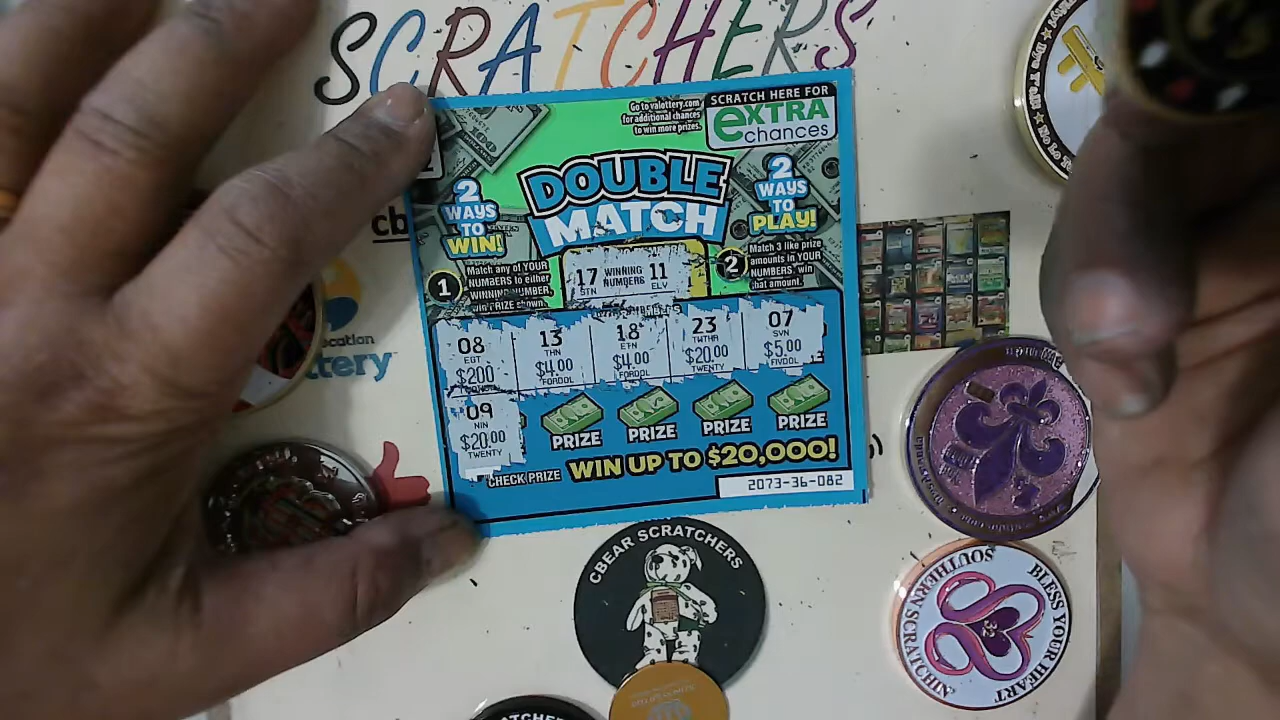 SCRATCHERS
Go to valottery.com
for additional chances
to win more prizes.
SCRATCH HERE FOR
eXTRA
chances
DOUBLE
MATCH
2
WAYS
TO
WIN!
2
WAYS
TO
PLAY!
1
Match any of YOUR
NUMBERS to either
WINNING NUMBER,
win PRIZE shown.
17
STN
WINNING
NUMBERS
11
ELV
2
Match 3 like prize
amounts in YOUR
NUMBERS, win
that amount.
08 13 18 23 07
EGT THN ETN TWTHR SVN
$200 $4.00 $4.00 $20.00 $5.00
FORDOL FORDOL TWENTY FIVDOL
09
NIN
$20.00
TWENTY
PRIZE PRIZE PRIZE PRIZE
CHECK PRIZE
WIN UP TO $20,000!
2073-36-082
cb
ttery
CBEAR SCRATCHERS
BLESS YOUR HEART
SOUTHERN SCRATCHIN'
32